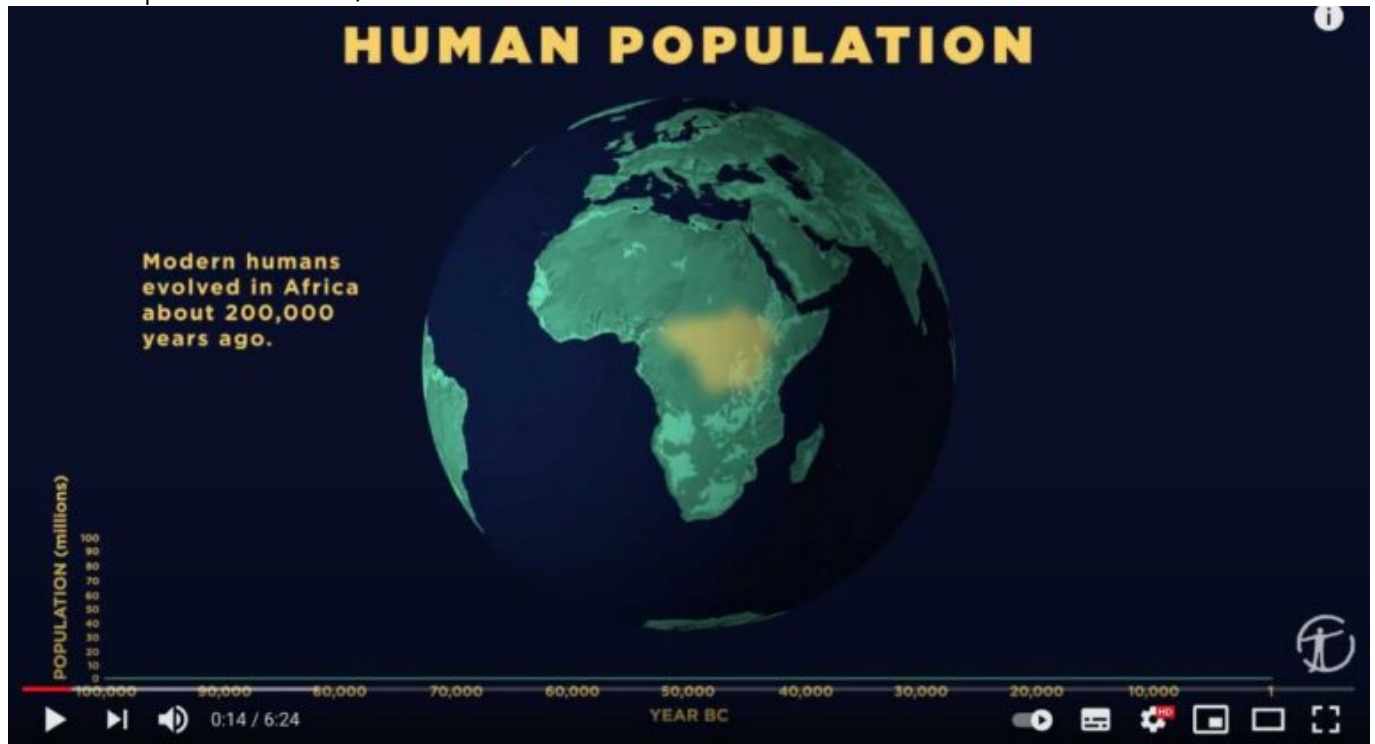 HUMAN POPULATION
Modern humans
evolved in Africa
about 200,000
years ago.
POPULATION (millions)
100
90
80
70
60
50
40
30
20
10
0
100,000 90,000 80,000 70,000 60,000 50,000 40,000 30,000 20,000 10,000 1
YEAR BC
0:14 / 6:24
HD